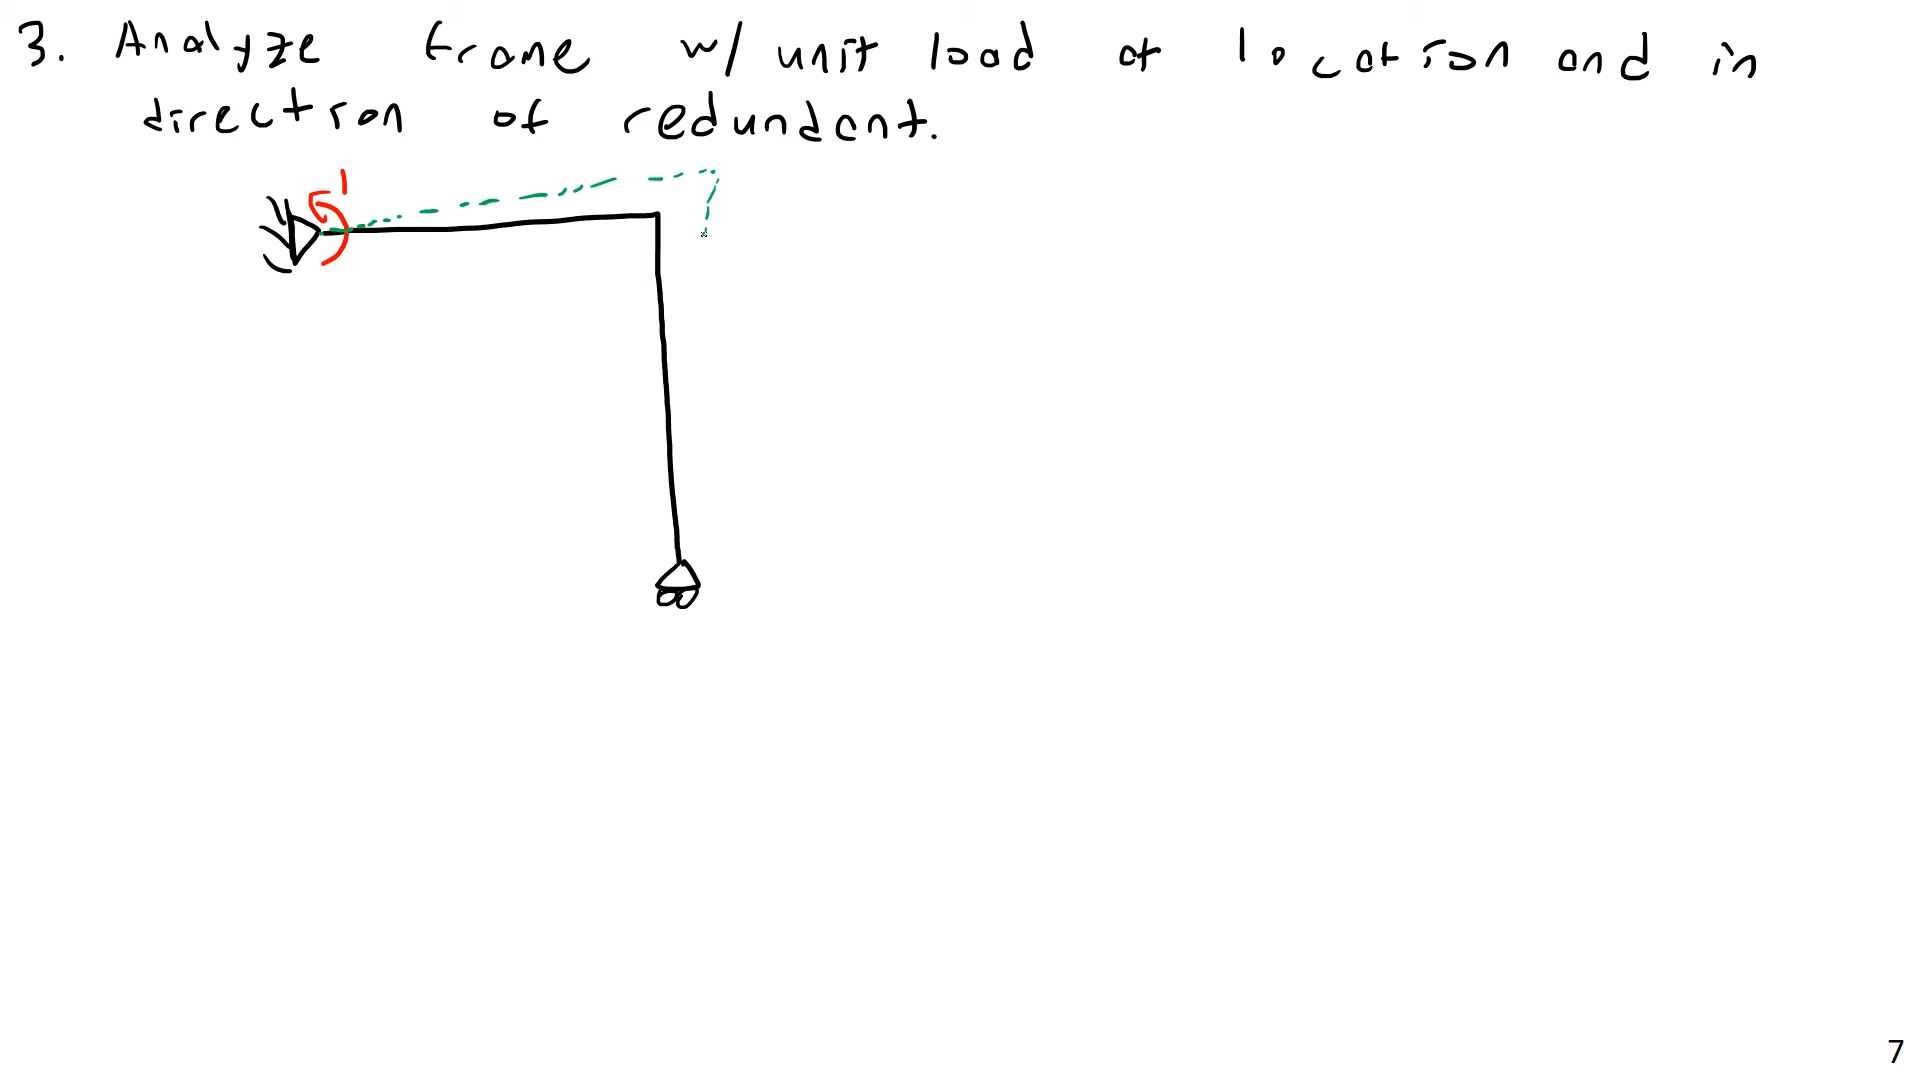 3. Analyze frame w/ unit load at location and in
direction of redundant.
1
7